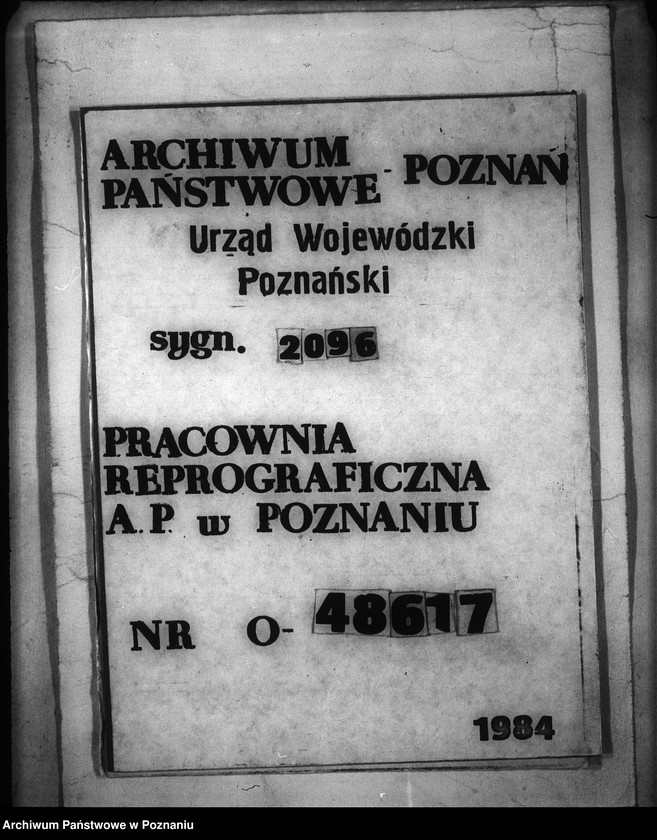 ARCHIWUM
PAŃSTWOWE - POZNAŃ
Urząd Wojewódzki
Poznański
sygn. 2096
PRACOWNIA
REPROGRAFICZNA
A.P. w POZNANIU
NR O-48617
1984
Archiwum Państwowe w Poznaniu